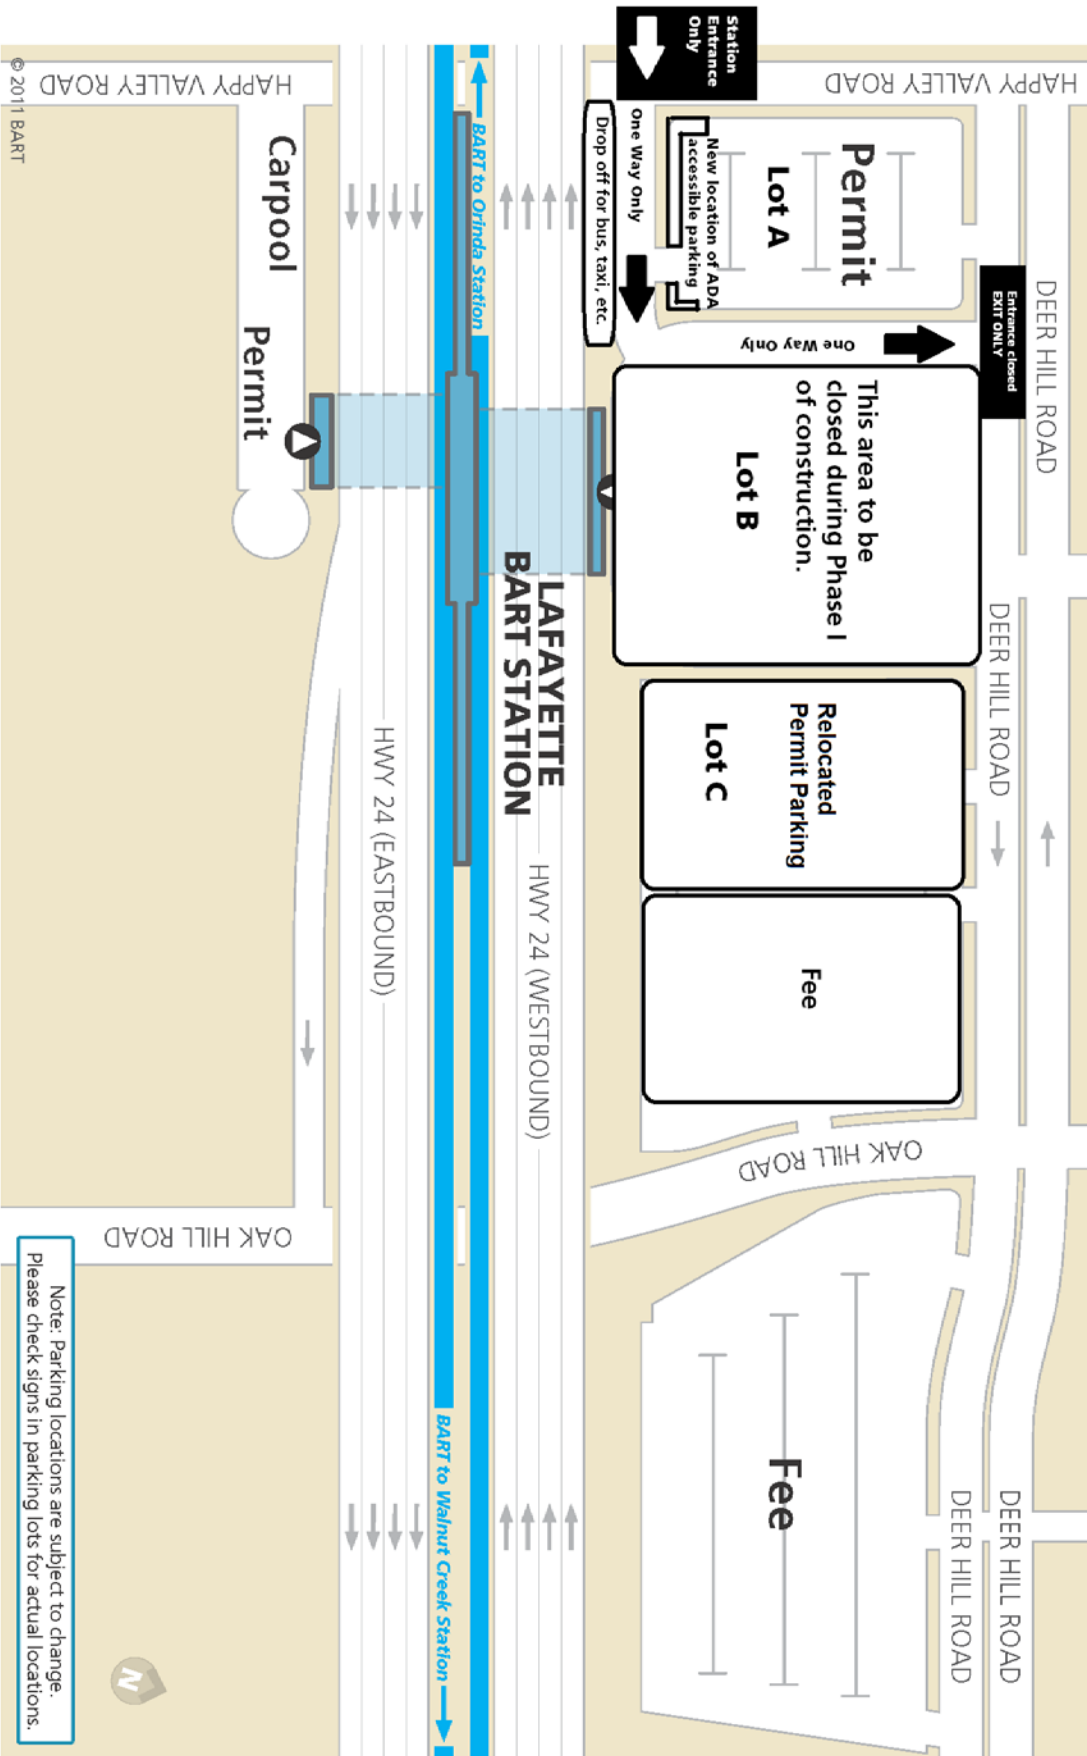 HAPPY VALLEY ROAD
DEER HILL ROAD
Entrance closed
EXIT ONLY
DEER HILL ROAD
DEER HILL ROAD
DEER HILL ROAD
Station
Entrance
Only
Permit
Lot A
New location of ADA
accessible parking
One Way Only
One Way Only
Drop off for bus, taxi, etc.
This area to be
closed during Phase I
of construction.
Lot B
Relocated
Permit Parking
Lot C
Fee
OAK HILL ROAD
Fee
LAFAYETTE
BART STATION
HWY 24 (WESTBOUND)
BART to Orinda Station
BART to Walnut Creek Station
HWY 24 (EASTBOUND)
HAPPY VALLEY ROAD
Carpool
Permit
OAK HILL ROAD
N
Note: Parking locations are subject to change.
Please check signs in parking lots for actual locations.
© 2011 BART